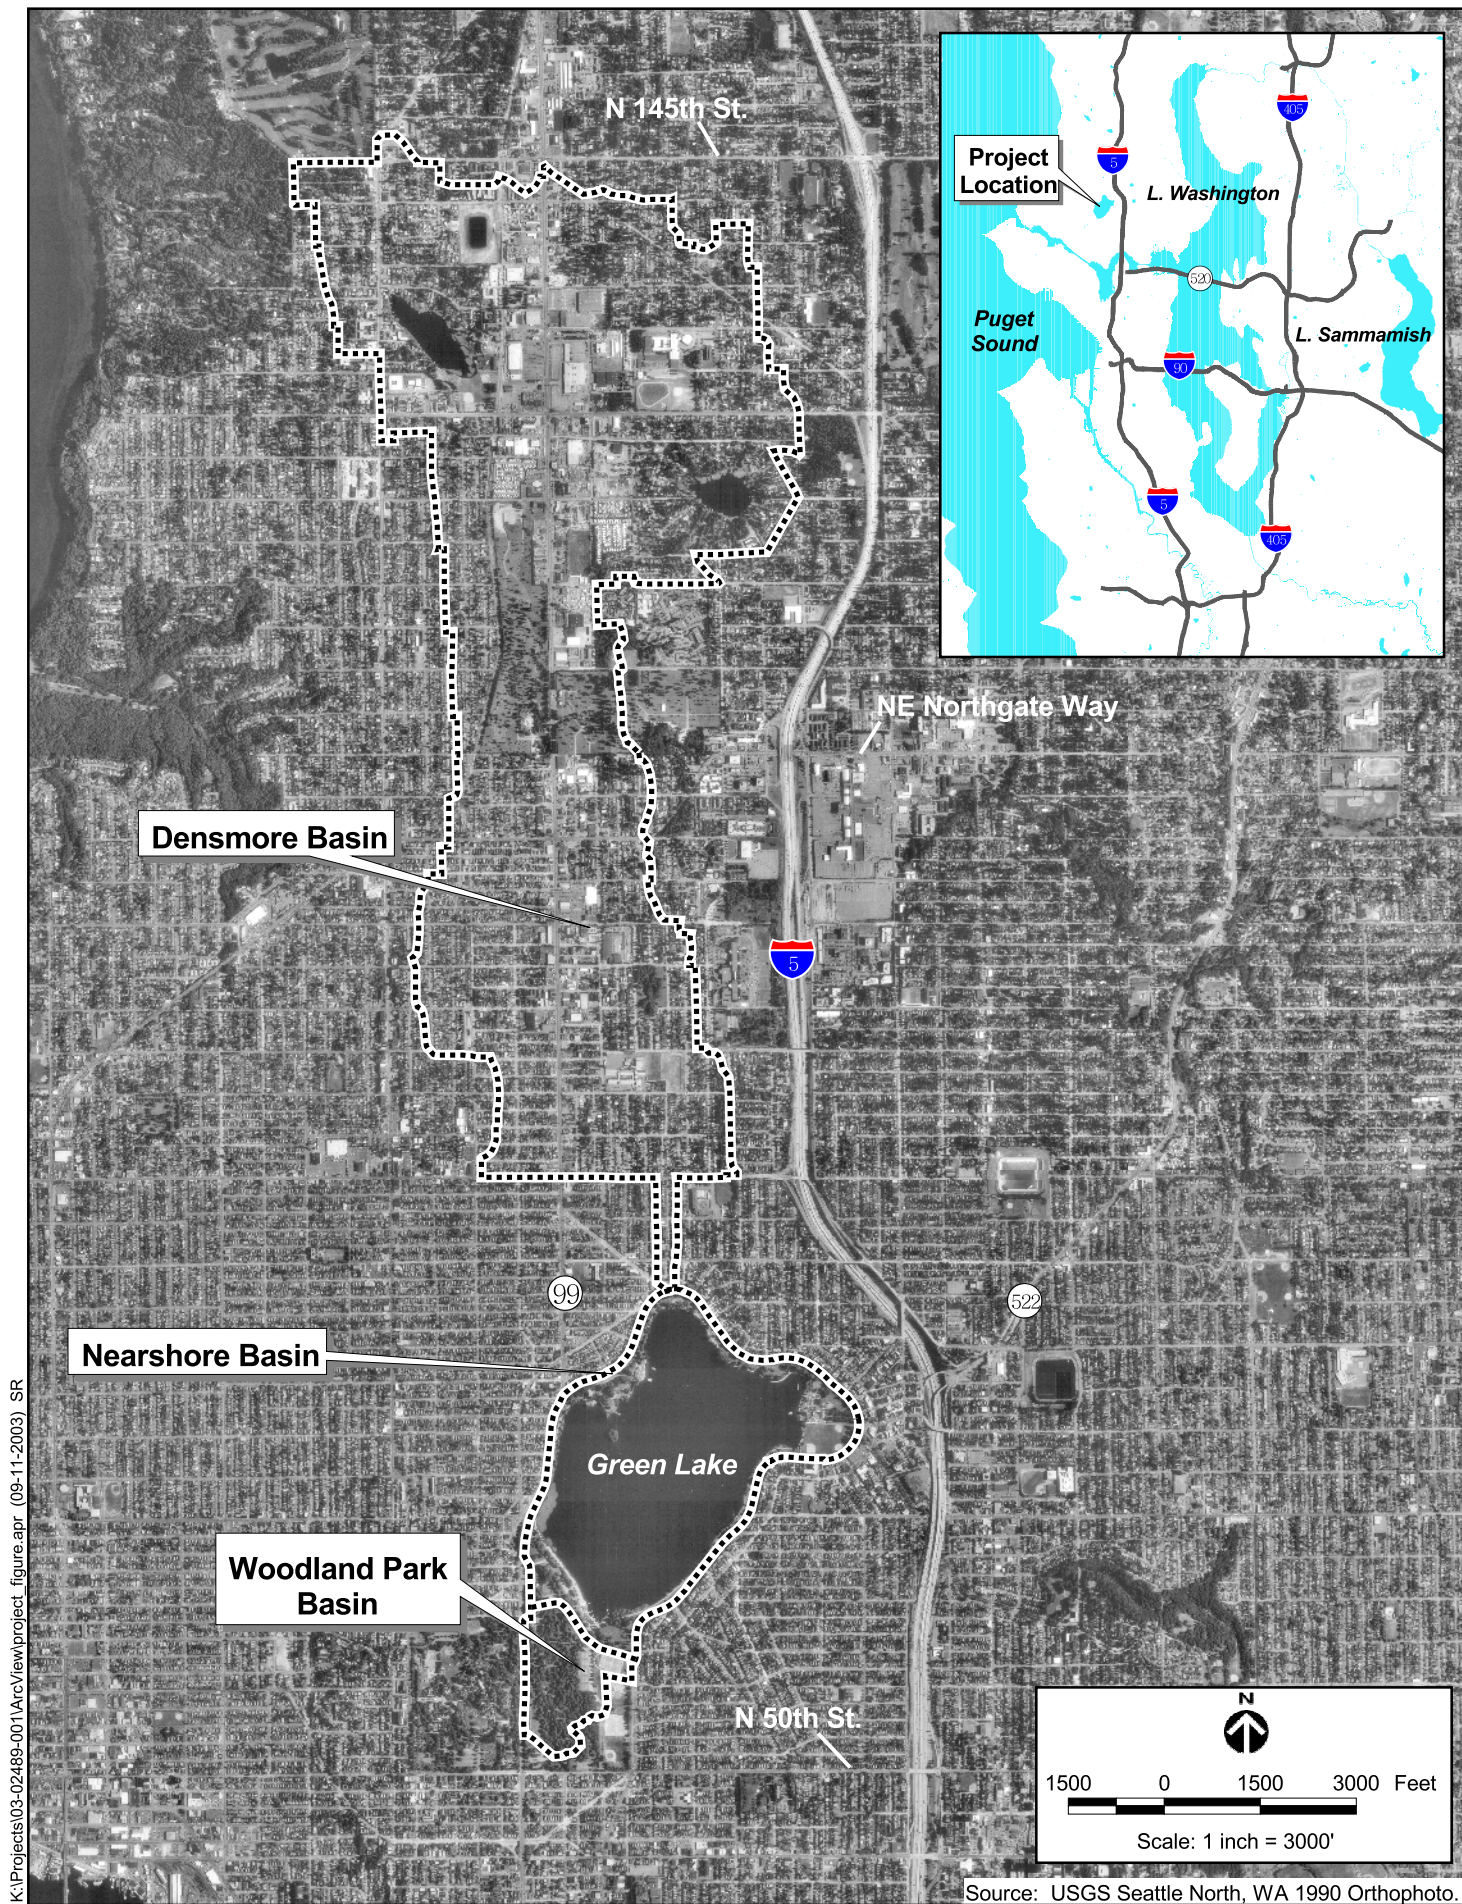 N 145th St.
405
Project
Location
5
L. Washington
520
Puget
Sound
L. Sammamish
90
5
405
NE Northgate Way
Densmore Basin
5
99
522
Nearshore Basin
Green Lake
Woodland Park
Basin
N 50th St.
N
1500 0 1500 3000 Feet
Scale: 1 inch = 3000'
Source: USGS Seattle North, WA 1990 Orthophoto.
K:\Projects\03-02489-001\ArcView\project_figure.apr (09-11-2003) SR